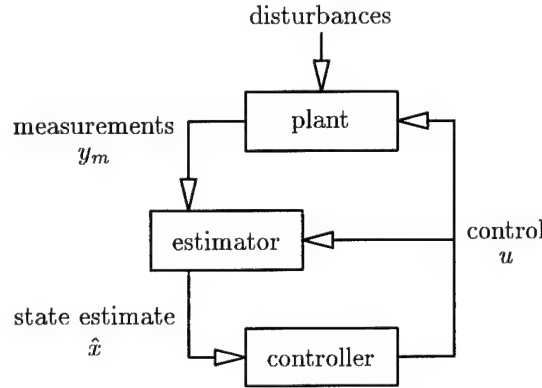 disturbances
plant
measurements
y_m
estimator
control
u
state estimate
x̂
controller